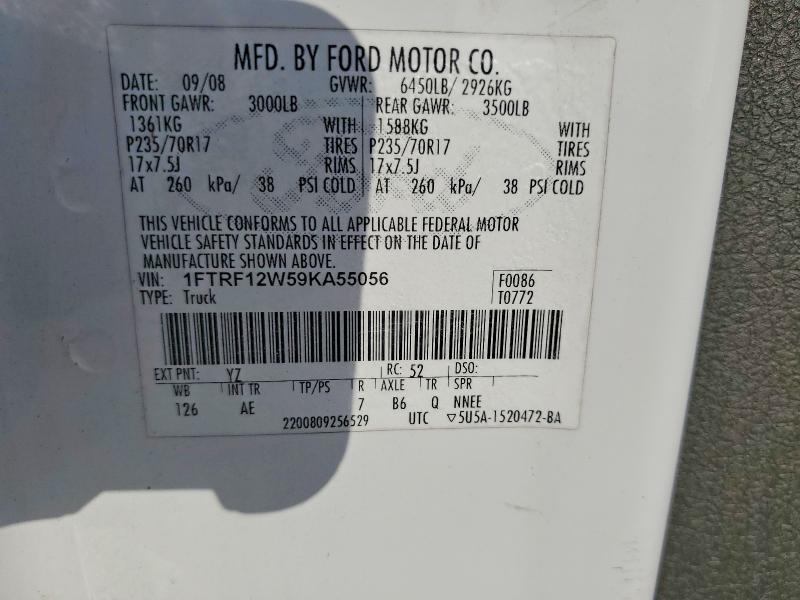 MFD. BY FORD MOTOR CO.
DATE: 09/08 GVWR: 6450LB/ 2926KG
FRONT GAWR: 3000LB REAR GAWR: 3500LB
1361KG WITH 1588KG WITH
P235/70R17 TIRES P235/70R17 TIRES
17x7.5J RIMS 17x7.5J RIMS
AT 260 kPa/ 38 PSI COLD AT 260 kPa/ 38 PSI COLD
THIS VEHICLE CONFORMS TO ALL APPLICABLE FEDERAL MOTOR
VEHICLE SAFETY STANDARDS IN EFFECT ON THE DATE OF
MANUFACTURE SHOWN ABOVE.
VIN: 1FTRF12W59KA55056 F0086
TYPE: Truck T0772
EXT PNT: YZ RC: 52 DSO:
WB INT TR TP/PS R AXLE TR SPR
126 AE 7 B6 Q NNEE
2200809256529 UTC ▽5U5A-1520472-BA